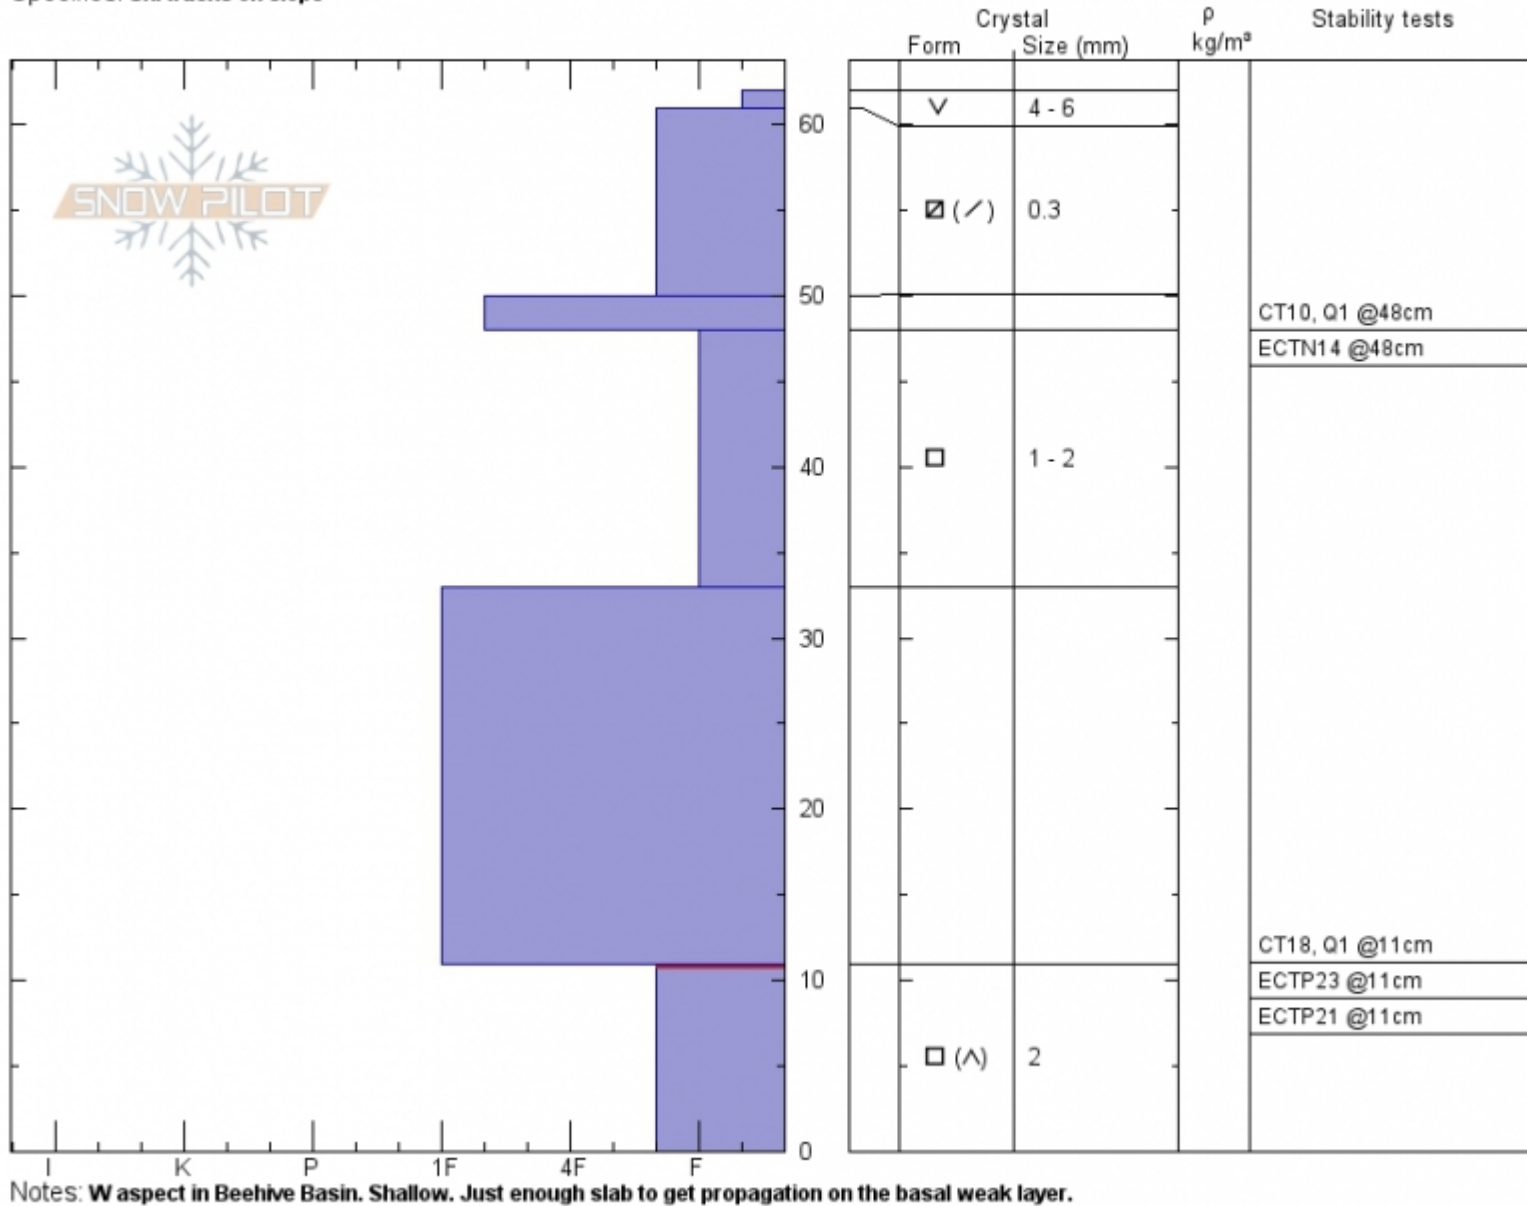 Crystal ρ Stability tests
Form Size (mm) kg/m³
SNOW PILOT
60
50
40
30
20
10
0
4 - 6
0.3
1 - 2
2
CT10, Q1 @48cm
ECTN14 @48cm
CT18, Q1 @11cm
ECTP23 @11cm
ECTP21 @11cm
I K P 1F 4F F
Notes: W aspect in Beehive Basin. Shallow. Just enough slab to get propagation on the basal weak layer.